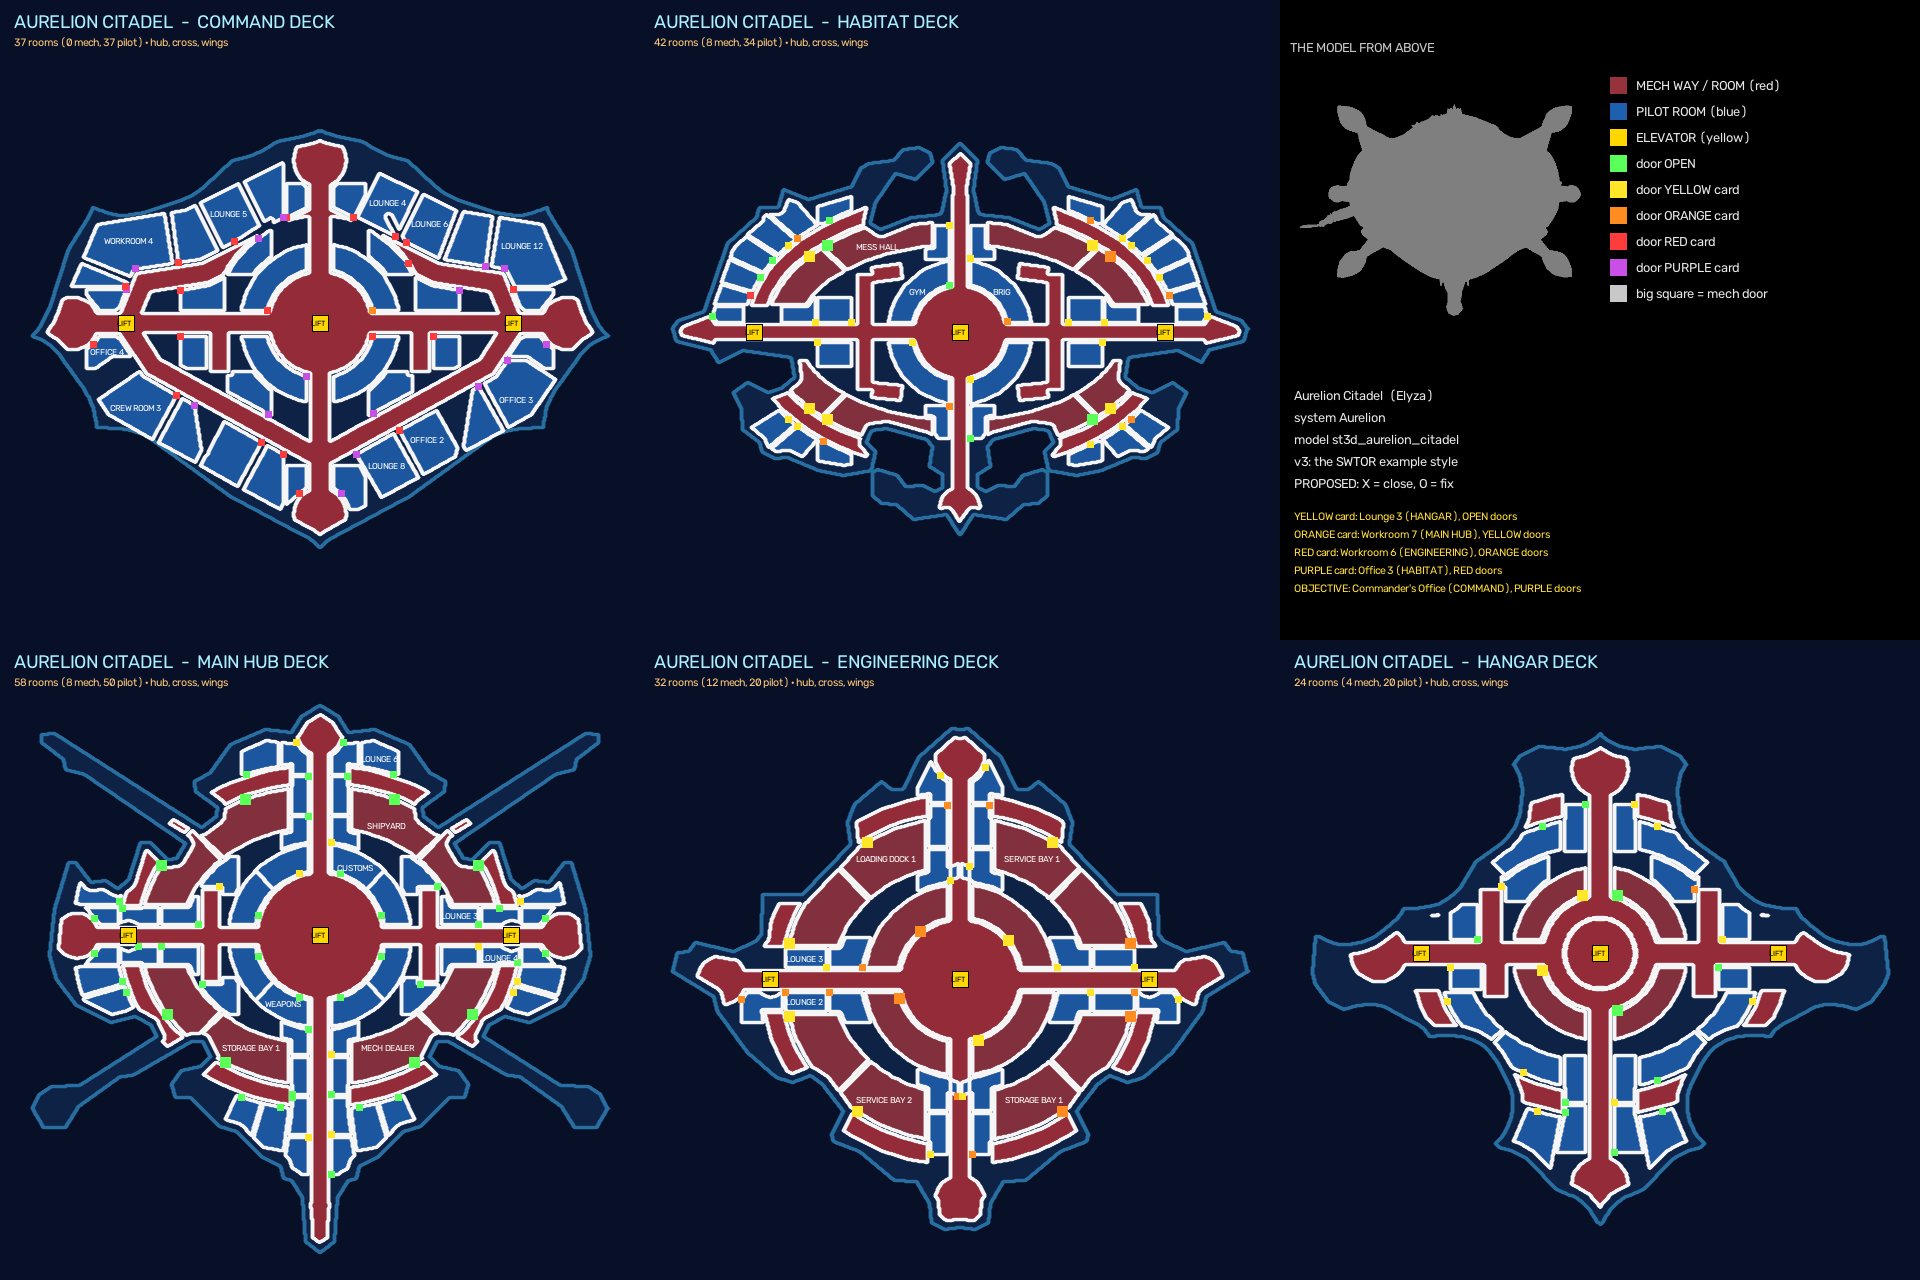 AURELION CITADEL - COMMAND DECK
37 rooms (0 mech, 37 pilot) • hub, cross, wings
LOUNGE 4
LOUNGE 5
LOUNGE 6
WORKROOM 4
LOUNGE 12
LIFT
LIFT
LIFT
OFFICE 4
OFFICE 3
CREW ROOM 3
OFFICE 2
LOUNGE 8
AURELION CITADEL - HABITAT DECK
42 rooms (8 mech, 34 pilot) • hub, cross, wings
MESS HALL
GYM
BRIG
LIFT
LIFT
LIFT
THE MODEL FROM ABOVE
MECH WAY / ROOM (red)
PILOT ROOM (blue)
ELEVATOR (yellow)
door OPEN
door YELLOW card
door ORANGE card
door RED card
door PURPLE card
big square = mech door
Aurelion Citadel (Elyza)
system Aurelion
model st3d_aurelion_citadel
v3: the SWTOR example style
PROPOSED: X = close, O = fix
YELLOW card: Lounge 3 (HANGAR), OPEN doors
ORANGE card: Workroom 7 (MAIN HUB), YELLOW doors
RED card: Workroom 6 (ENGINEERING), ORANGE doors
PURPLE card: Office 3 (HABITAT), RED doors
OBJECTIVE: Commander's Office (COMMAND), PURPLE doors
AURELION CITADEL - MAIN HUB DECK
58 rooms (8 mech, 50 pilot) • hub, cross, wings
LOUNGE 6
SHIPYARD
CUSTOMS
LOUNGE 3
LIFT
LIFT
LIFT
LOUNGE 4
WEAPONS
STORAGE BAY 1
MECH DEALER
AURELION CITADEL - ENGINEERING DECK
32 rooms (12 mech, 20 pilot) • hub, cross, wings
LOADING DOCK 1
SERVICE BAY 1
LOUNGE 3
LIFT
LIFT
LIFT
LOUNGE 2
SERVICE BAY 2
STORAGE BAY 1
AURELION CITADEL - HANGAR DECK
24 rooms (4 mech, 20 pilot) • hub, cross, wings
LIFT
LIFT
LIFT